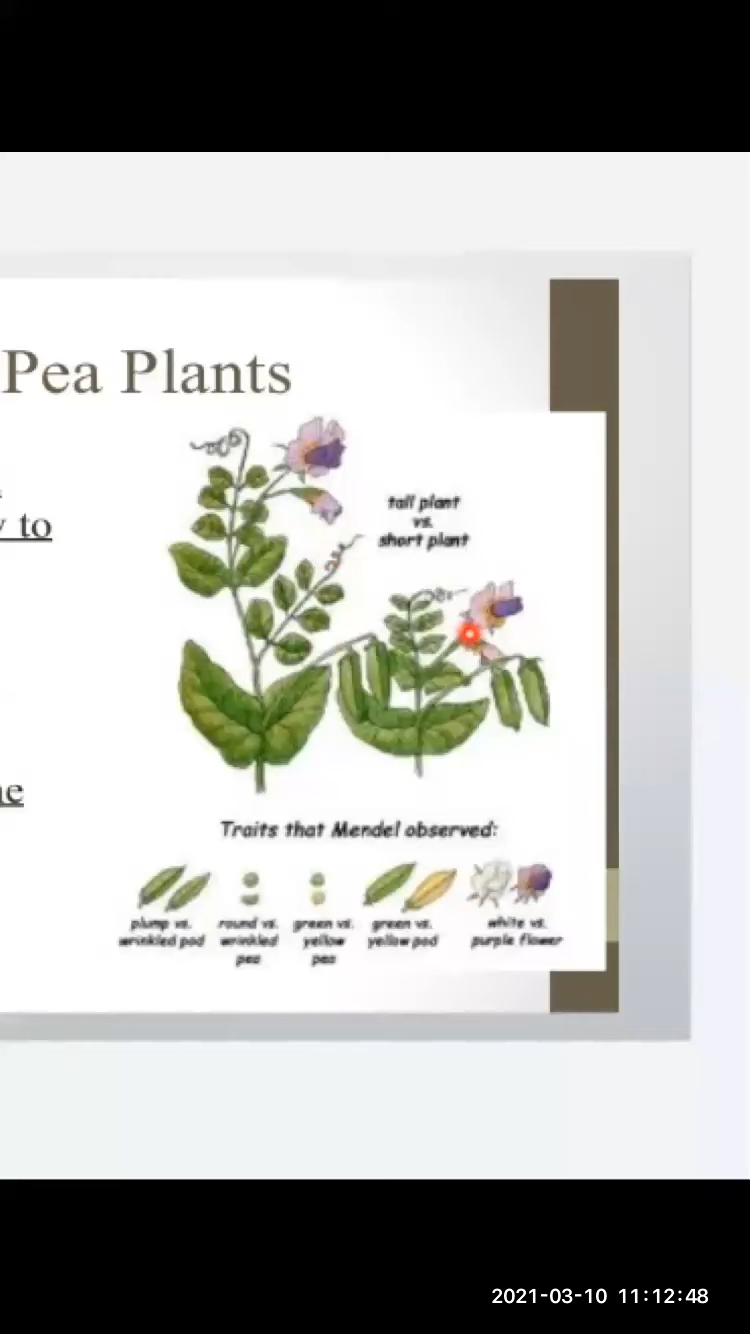 Pea Plants
to
tall plant
vs.
short plant
Traits that Mendel observed:
plump vs.
wrinkled pod
round vs.
wrinkled
pea
green vs.
yellow
pea
green vs.
yellow pod
white vs.
purple flower
2021-03-10 11:12:48